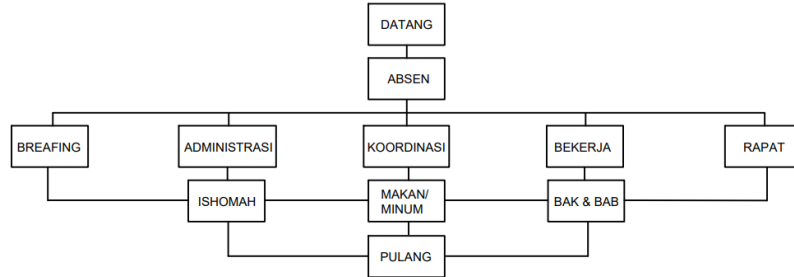 DATANG
ABSEN
BREAFING
ADMINISTRASI
KOORDINASI
BEKERJA
RAPAT
ISHOMAH
MAKAN/
MINUM
BAK & BAB
PULANG